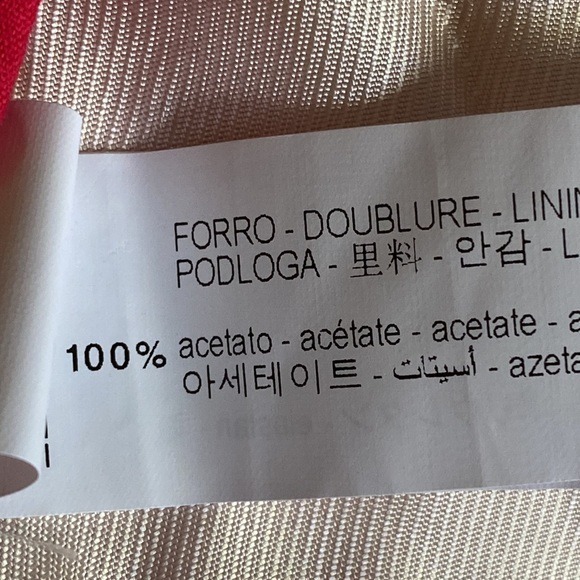 FORRO - DOUBLURE - LININ
PODLOGA - 里料 - 안감 - L
100% acetato - acétate - acetate - a
아세테이트 - أسيتات - azeta